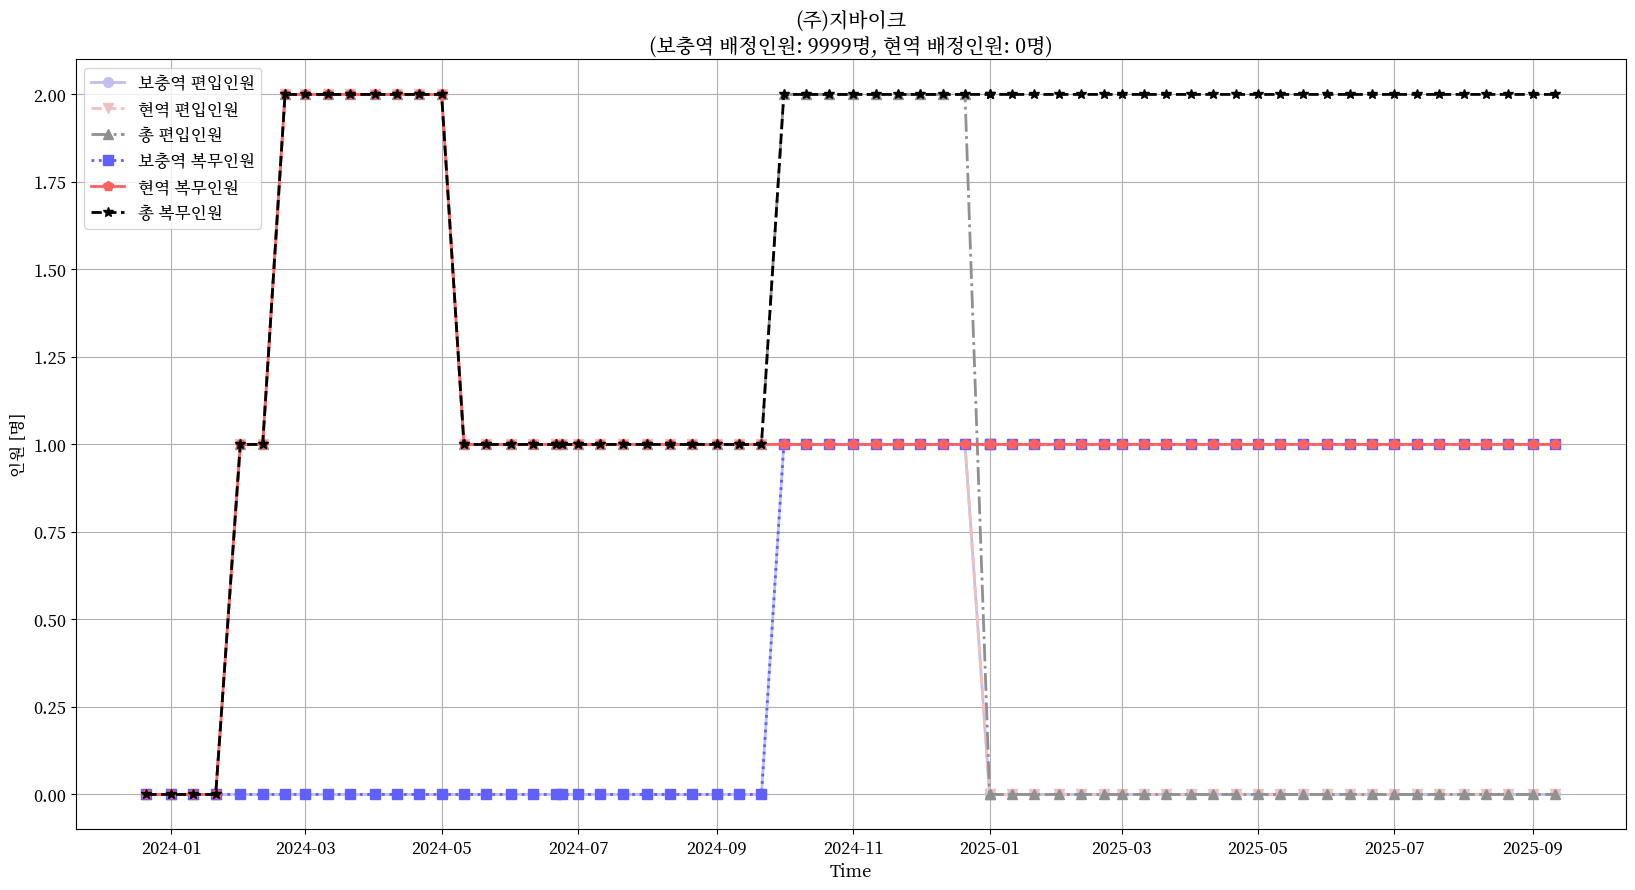 (주)지바이크
(보충역 배정인원: 9999명, 현역 배정인원: 0명)
보충역 편입인원
현역 편입인원
총 편입인원
보충역 복무인원
현역 복무인원
총 복무인원
2.00
1.75
1.50
1.25
1.00
0.75
0.50
0.25
0.00
인원 [명]
2024-01 2024-03 2024-05 2024-07 2024-09 2024-11 2025-01 2025-03 2025-05 2025-07 2025-09
Time